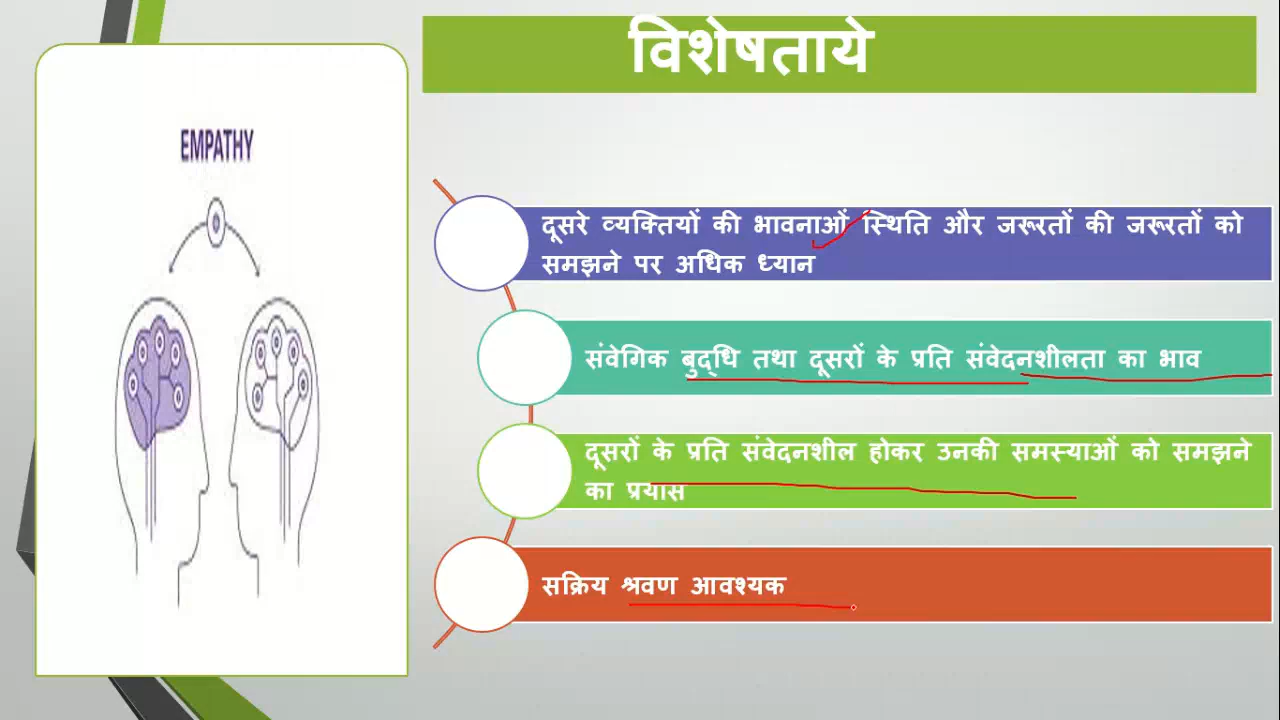 विशेषताये
EMPATHY
दूसरे व्यक्तियों की भावनाओं स्थिति और जरूरतों की जरूरतों को
समझने पर अधिक ध्यान
संवेगिक बुद्धि तथा दूसरों के प्रति संवेदनशीलता का भाव
दूसरों के प्रति संवेदनशील होकर उनकी समस्याओं को समझने
का प्रयास
सक्रिय श्रवण आवश्यक